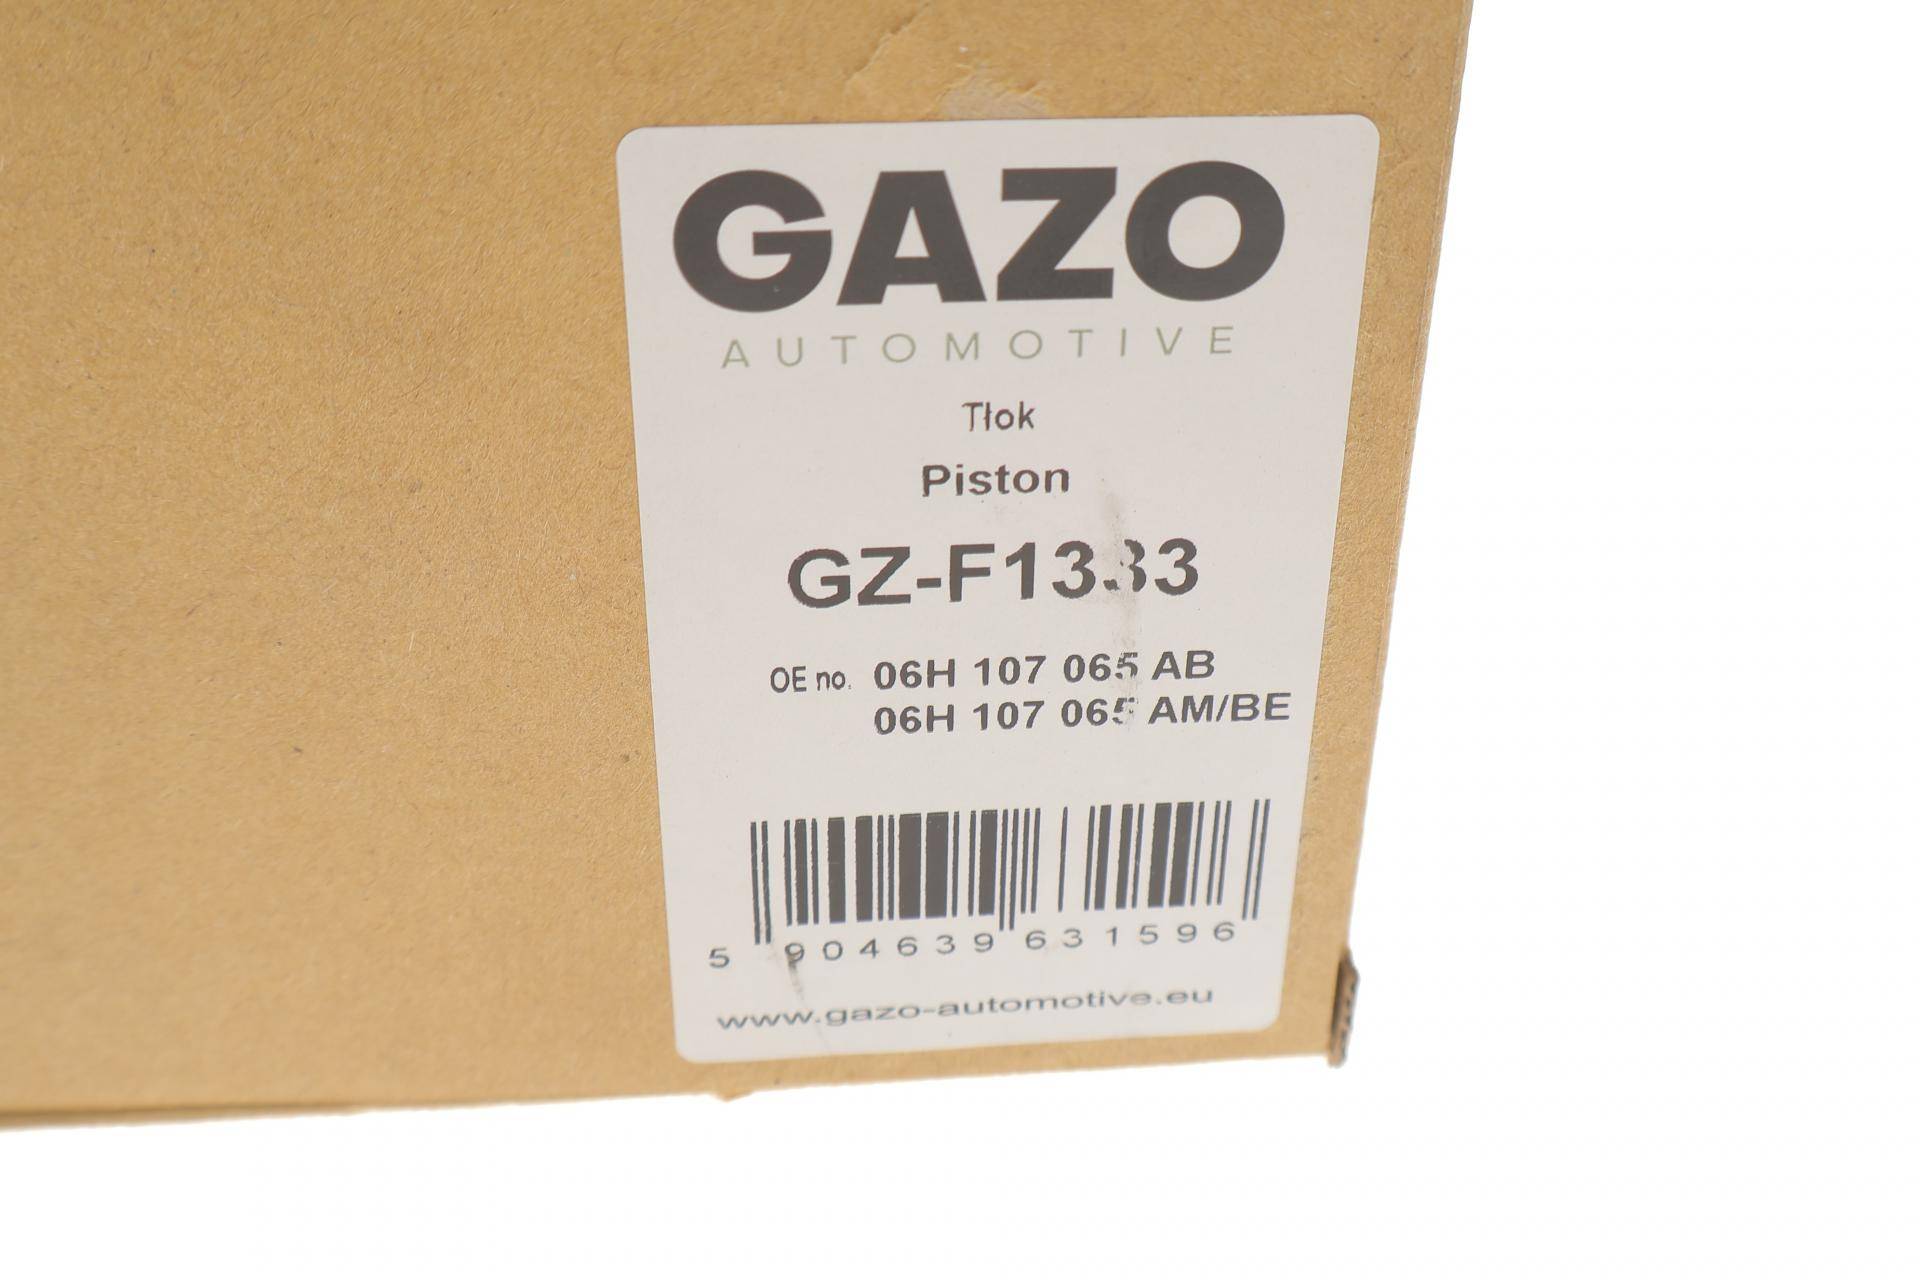 GAZO
AUTOMOTIVE
Tłok
Piston
GZ-F1333
OE no. 06H 107 065 AB
06H 107 065 AM/BE
5 904639 631596
www.gazo-automotive.eu